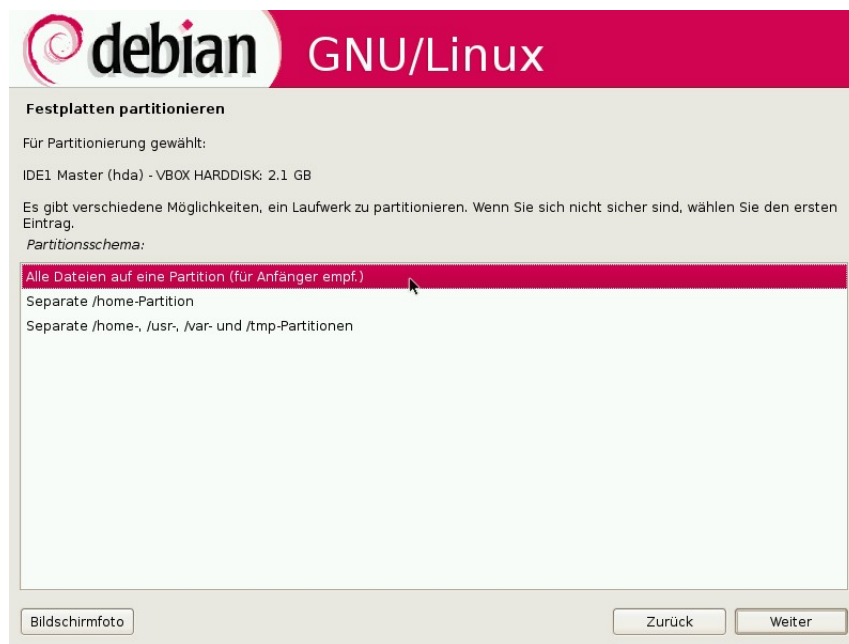 debian GNU/Linux
Festplatten partitionieren
Für Partitionierung gewählt:
IDE1 Master (hda) - VBOX HARDDISK: 2.1 GB
Es gibt verschiedene Möglichkeiten, ein Laufwerk zu partitionieren. Wenn Sie sich nicht sicher sind, wählen Sie den ersten
Eintrag.
Partitionsschema:
Alle Dateien auf eine Partition (für Anfänger empf.)
Separate /home-Partition
Separate /home-, /usr-, /var- und /tmp-Partitionen
Bildschirmfoto
Zurück
Weiter